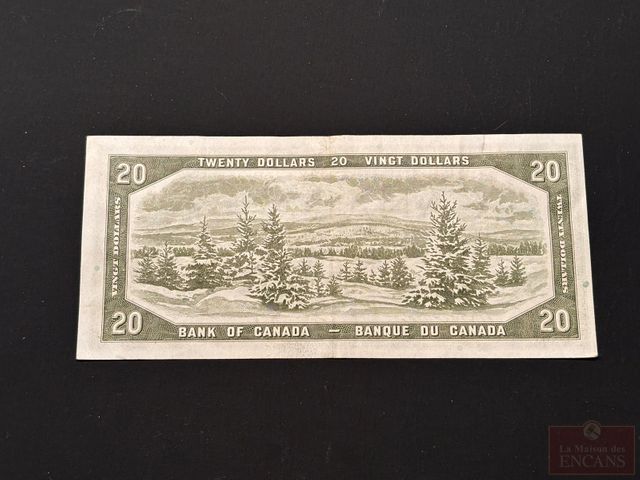 TWENTY DOLLARS 20 VINGT DOLLARS
20
20
VINGT DOLLARS
TWENTY DOLLARS
20
20
BANK OF CANADA — BANQUE DU CANADA
La Maison des
ENCANS